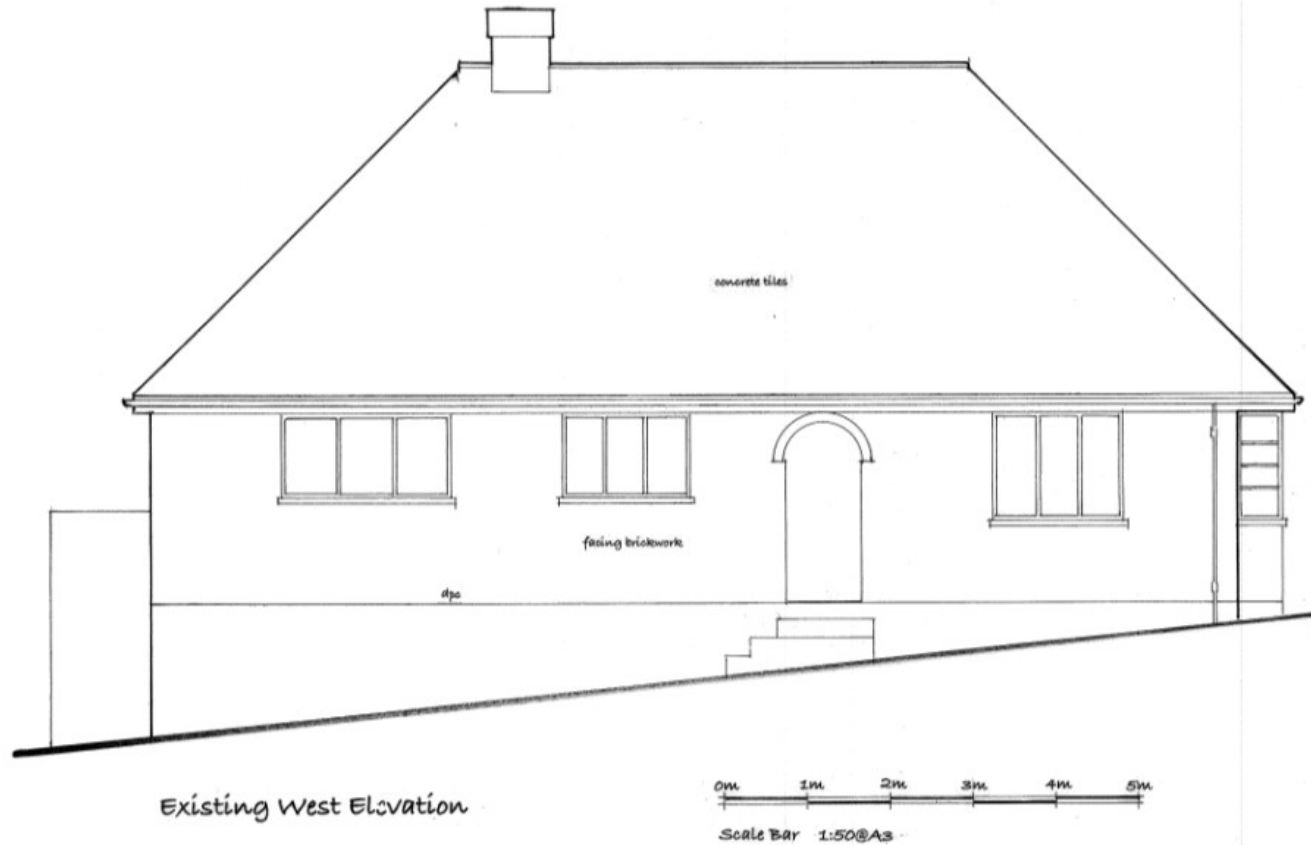 concrete tiles
facing brickwork
dpc
Existing West Elevation
0m 1m 2m 3m 4m 5m
Scale Bar 1:50@A3